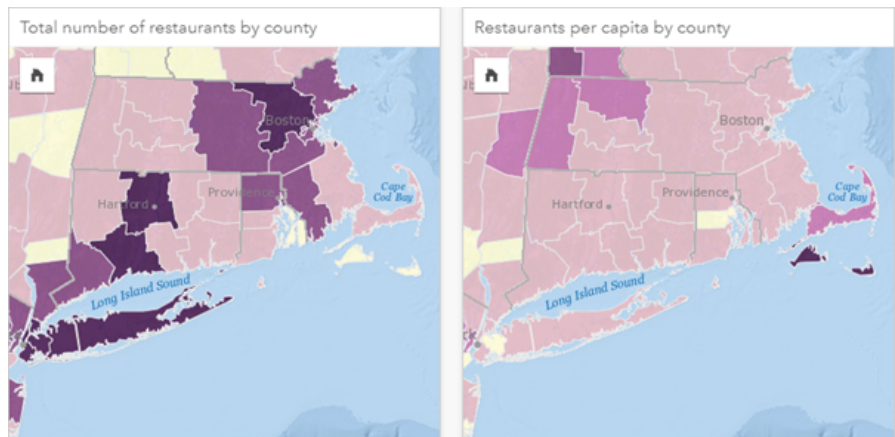 Total number of restaurants by county
Boston
Hartford
Providence
Cape
Cod Bay
Long Island Sound
Restaurants per capita by county
Boston
Hartford
Providence
Cape
Cod Bay
Long Island Sound